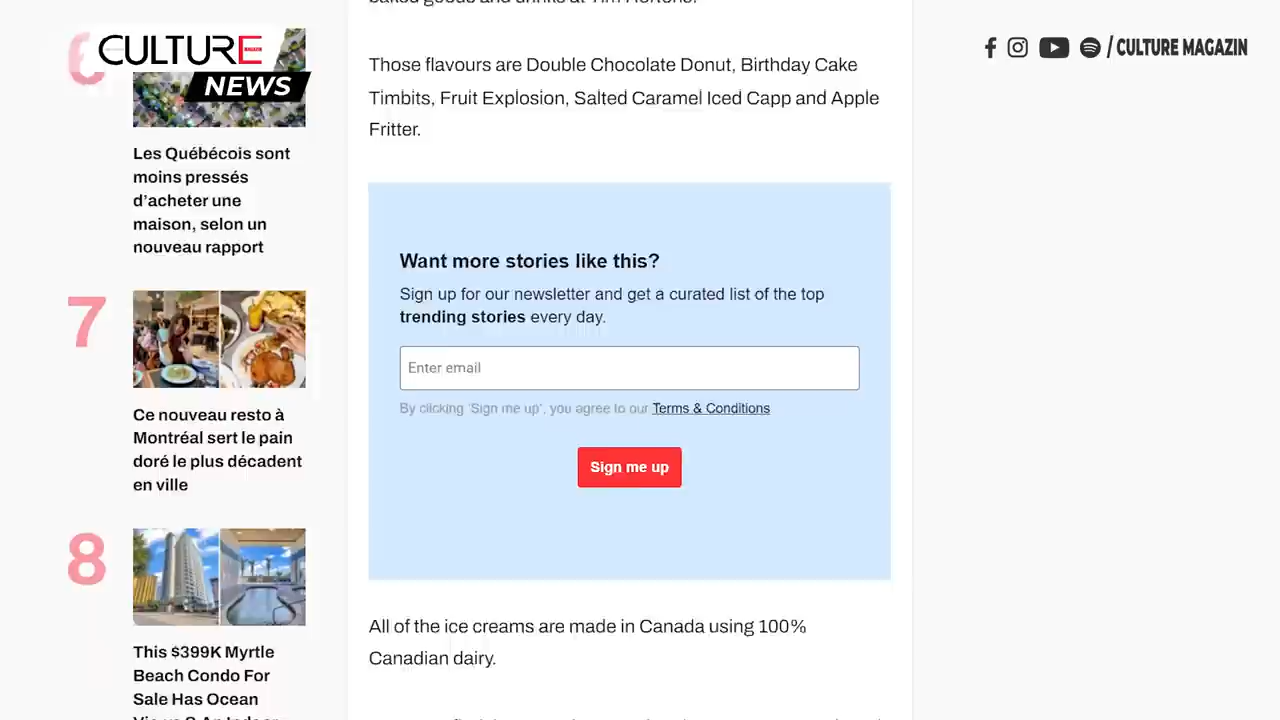 CULTURE
NEWS
/ CULTURE MAGAZIN
Those flavours are Double Chocolate Donut, Birthday Cake
Timbits, Fruit Explosion, Salted Caramel Iced Capp and Apple
Fritter.
Les Québécois sont
moins pressés
d’acheter une
maison, selon un
nouveau rapport
7
Ce nouveau resto à
Montréal sert le pain
doré le plus décadent
en ville
8
This $399K Myrtle
Beach Condo For
Sale Has Ocean
Want more stories like this?
Sign up for our newsletter and get a curated list of the top
trending stories every day.
Enter email
By clicking 'Sign me up', you agree to our Terms & Conditions
Sign me up
All of the ice creams are made in Canada using 100%
Canadian dairy.